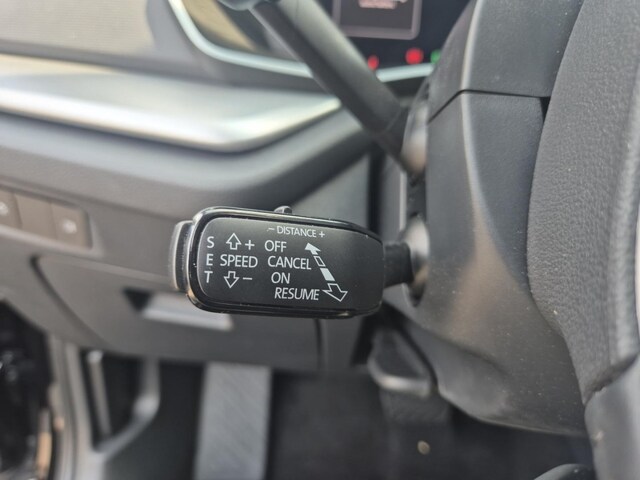 − DISTANCE +
S + OFF
E SPEED CANCEL
T − ON
RESUME